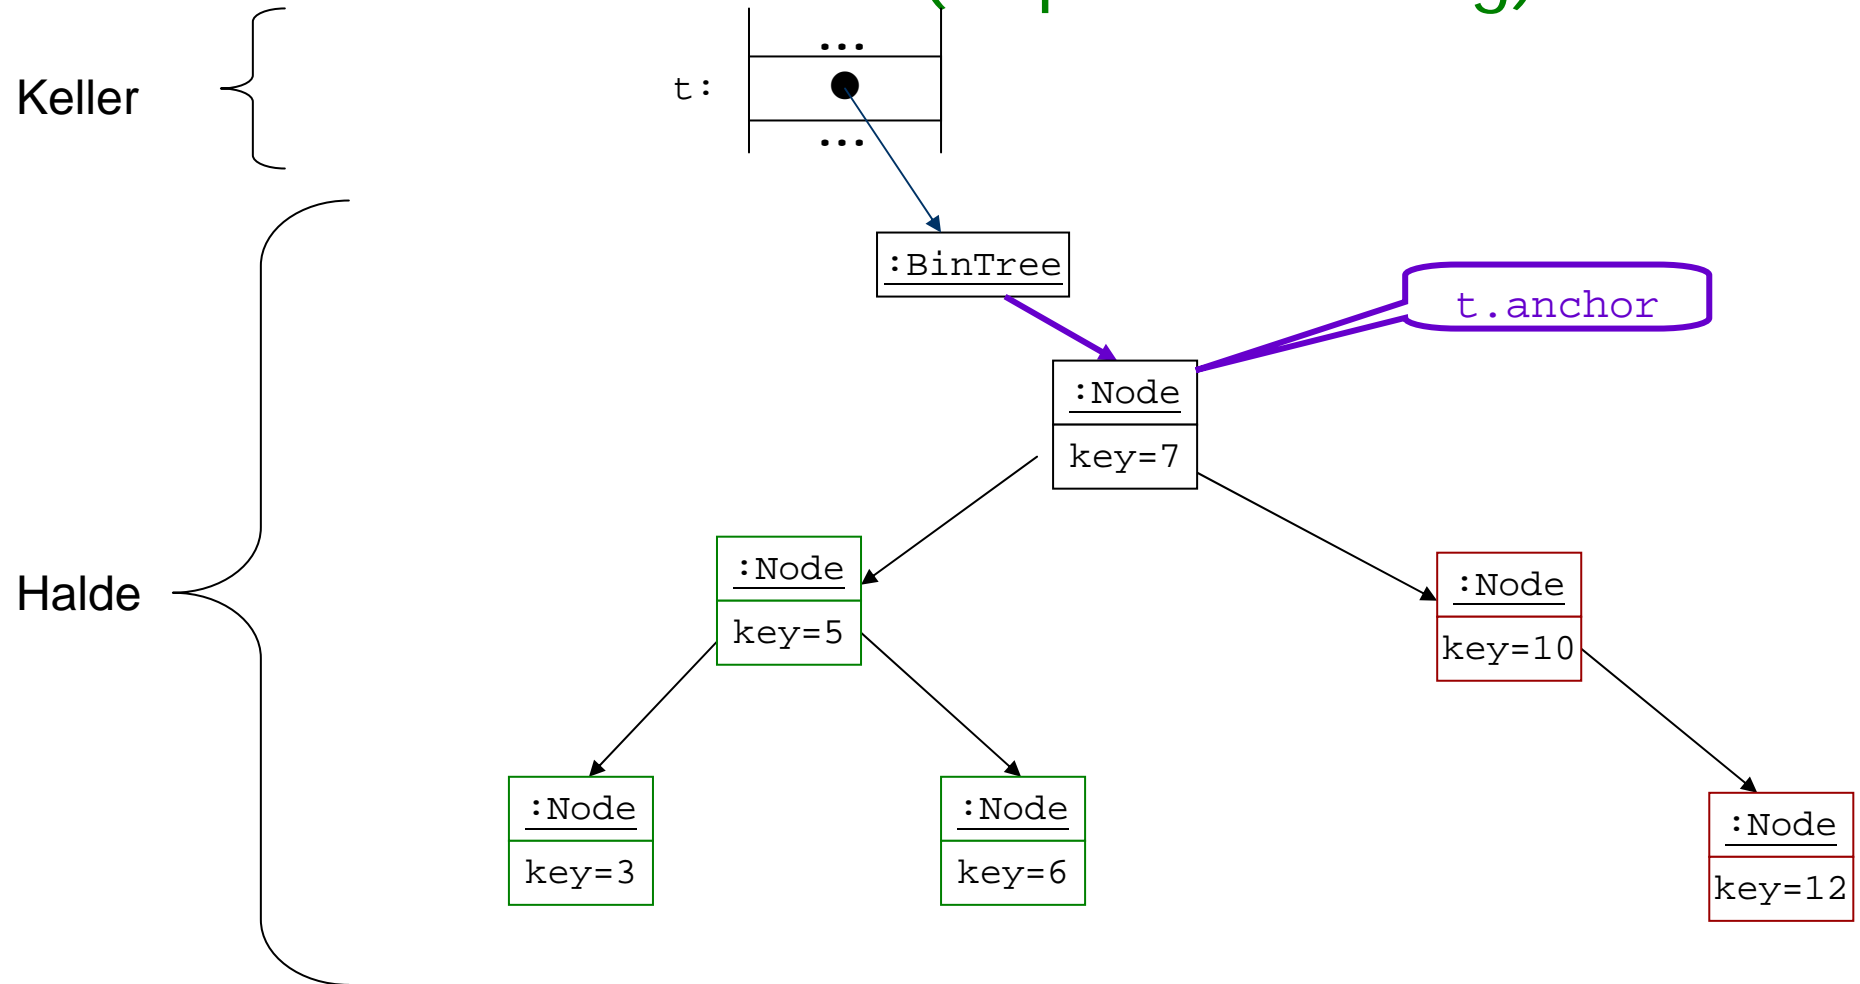 ...
Keller
t:
...
:BinTree
t.anchor
:Node
key=7
Halde
:Node
key=5
:Node
key=10
:Node
key=3
:Node
key=6
:Node
key=12